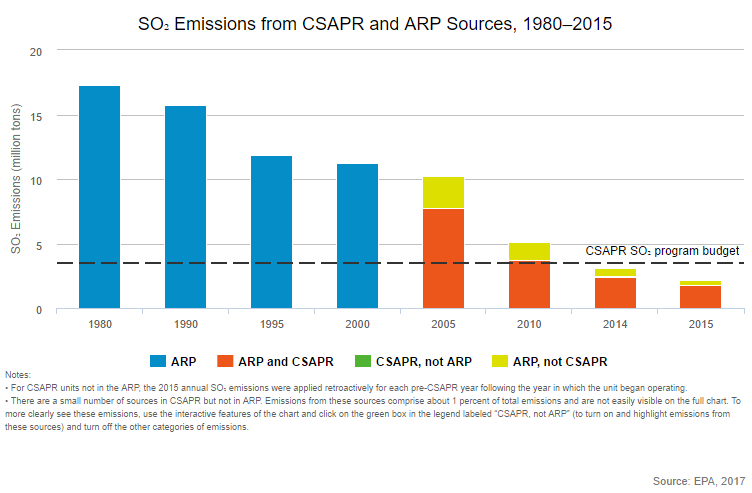 SO₂ Emissions from CSAPR and ARP Sources, 1980–2015
SO₂ Emissions (million tons)
20
15
10
5
0
CSAPR SO₂ program budget
1980 1990 1995 2000 2005 2010 2014 2015
ARP ARP and CSAPR CSAPR, not ARP ARP, not CSAPR
Notes:
• For CSAPR units not in the ARP, the 2015 annual SO₂ emissions were applied retroactively for each pre-CSAPR year following the year in which the unit began operating.
• There are a small number of sources in CSAPR but not in ARP. Emissions from these sources comprise about 1 percent of total emissions and are not easily visible on the full chart. To
more clearly see these emissions, use the interactive features of the chart and click on the green box in the legend labeled “CSAPR, not ARP” (to turn on and highlight emissions from
these sources) and turn off the other categories of emissions.
Source: EPA, 2017